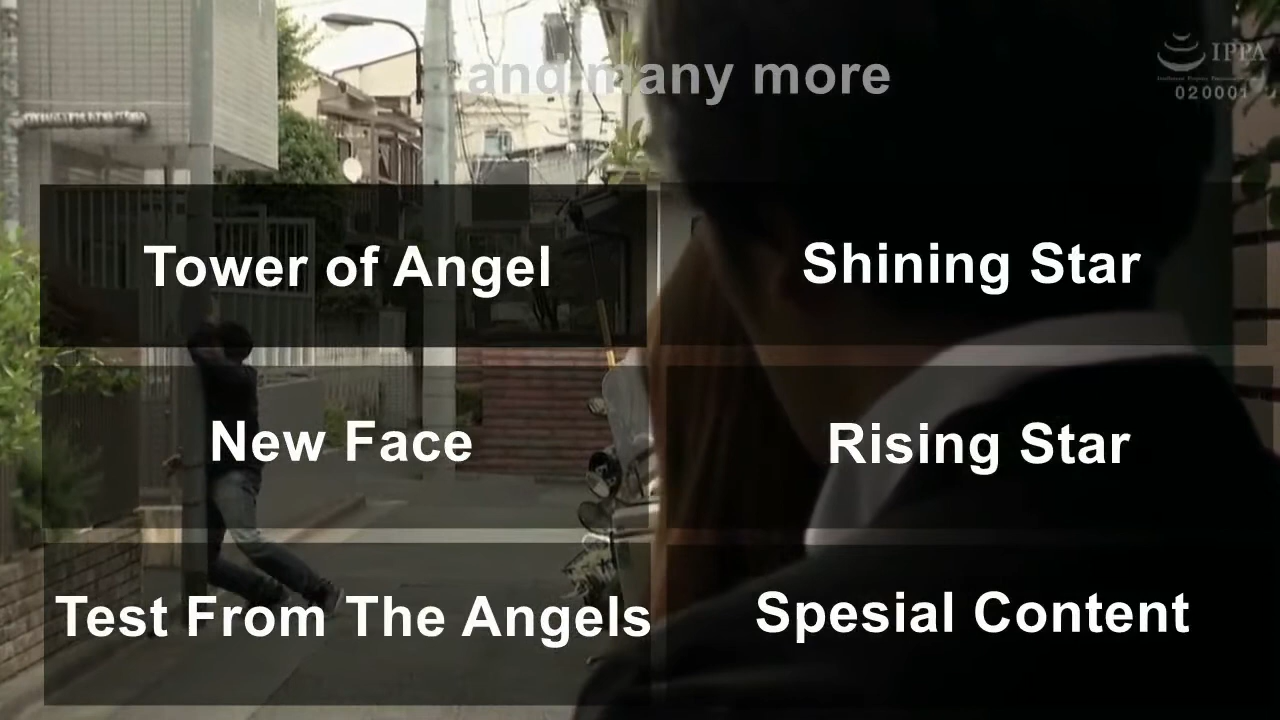 and many more
IPPA
020001
Tower of Angel
Shining Star
New Face
Rising Star
Test From The Angels
Spesial Content